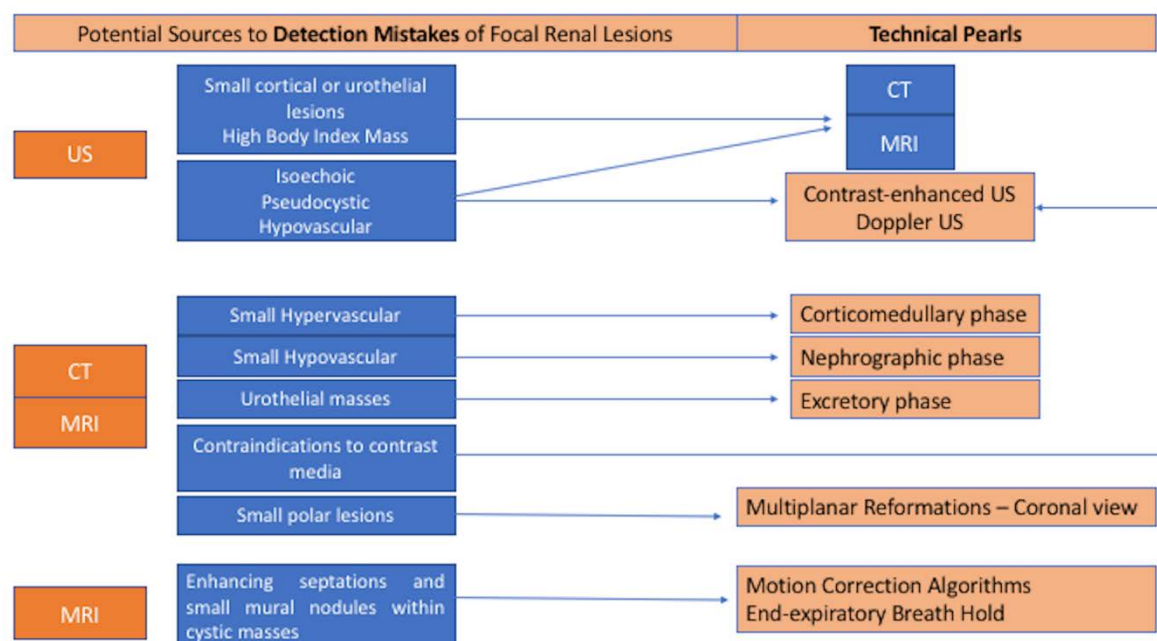 Potential Sources to Detection Mistakes of Focal Renal Lesions
Technical Pearls
US
Small cortical or urothelial
lesions
High Body Index Mass
Isoechoic
Pseudocystic
Hypovascular
CT
MRI
Contrast-enhanced US
Doppler US
CT
MRI
Small Hypervascular
Small Hypovascular
Urothelial masses
Contraindications to contrast
media
Small polar lesions
Corticomedullary phase
Nephrographic phase
Excretory phase
Multiplanar Reformations – Coronal view
MRI
Enhancing septations and
small mural nodules within
cystic masses
Motion Correction Algorithms
End-expiratory Breath Hold